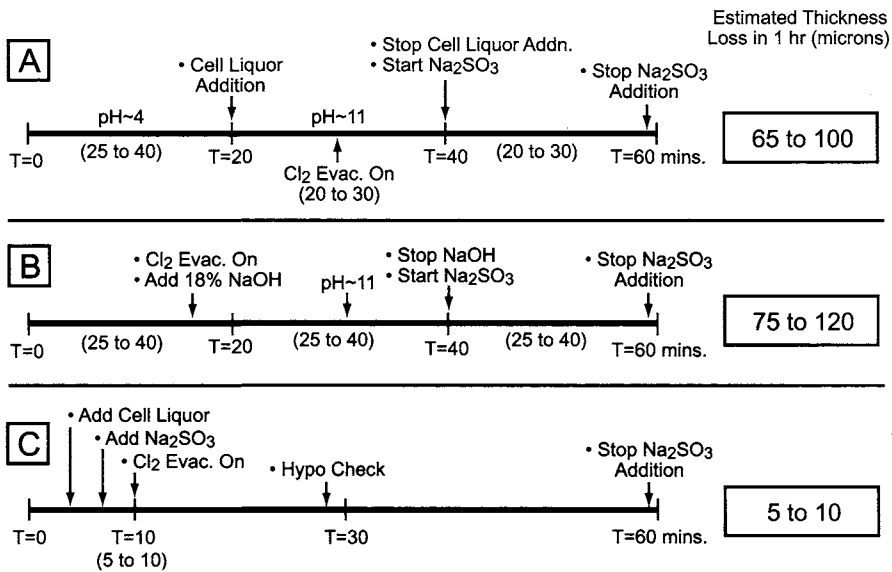 Estimated Thickness
Loss in 1 hr (microns)
A
• Cell Liquor
Addition
• Stop Cell Liquor Addn.
• Start Na₂SO₃
• Stop Na₂SO₃
Addition
pH~4
pH~11
65 to 100
T=0
(25 to 40)
T=20
Cl₂ Evac. On
(20 to 30)
T=40
(20 to 30)
T=60 mins.
B
• Cl₂ Evac. On
• Add 18% NaOH
pH~11
• Stop NaOH
• Start Na₂SO₃
• Stop Na₂SO₃
Addition
75 to 120
T=0
(25 to 40)
T=20
(25 to 40)
T=40
(25 to 40)
T=60 mins.
C
• Add Cell Liquor
• Add Na₂SO₃
• Cl₂ Evac. On
• Hypo Check
• Stop Na₂SO₃
Addition
5 to 10
T=0
T=10
(5 to 10)
T=30
T=60 mins.